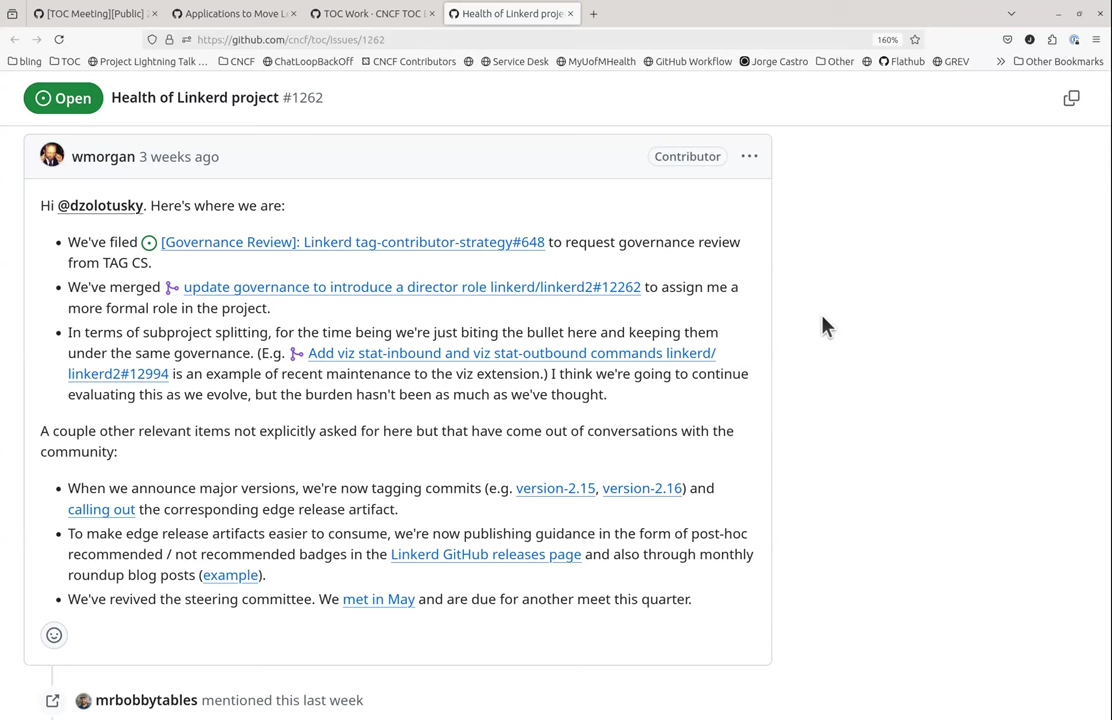 [TOC Meeting][Public]
Applications to Move L
TOC Work · CNCF TOC
Health of Linkerd proje
https://github.com/cncf/toc/issues/1262
160%
bling
TOC
Project Lightning Talk ...
CNCF
ChatLoopBackOff
CNCF Contributors
Service Desk
MyUofMHealth
GitHub Workflow
Jorge Castro
Other
Flathub
GREV
Other Bookmarks
Open
Health of Linkerd project #1262
wmorgan 3 weeks ago
Contributor
Hi @dzolotusky. Here's where we are:
• We've filed [Governance Review]: Linkerd tag-contributor-strategy#648 to request governance review
from TAG CS.
• We've merged update governance to introduce a director role linkerd/linkerd2#12262 to assign me a
more formal role in the project.
• In terms of subproject splitting, for the time being we're just biting the bullet here and keeping them
under the same governance. (E.g. Add viz stat-inbound and viz stat-outbound commands linkerd/
linkerd2#12994 is an example of recent maintenance to the viz extension.) I think we're going to continue
evaluating this as we evolve, but the burden hasn't been as much as we've thought.
A couple other relevant items not explicitly asked for here but that have come out of conversations with the
community:
• When we announce major versions, we're now tagging commits (e.g. version-2.15, version-2.16) and
calling out the corresponding edge release artifact.
• To make edge release artifacts easier to consume, we're now publishing guidance in the form of post-hoc
recommended / not recommended badges in the Linkerd GitHub releases page and also through monthly
roundup blog posts (example).
• We've revived the steering committee. We met in May and are due for another meet this quarter.
mrbobbytables mentioned this last week